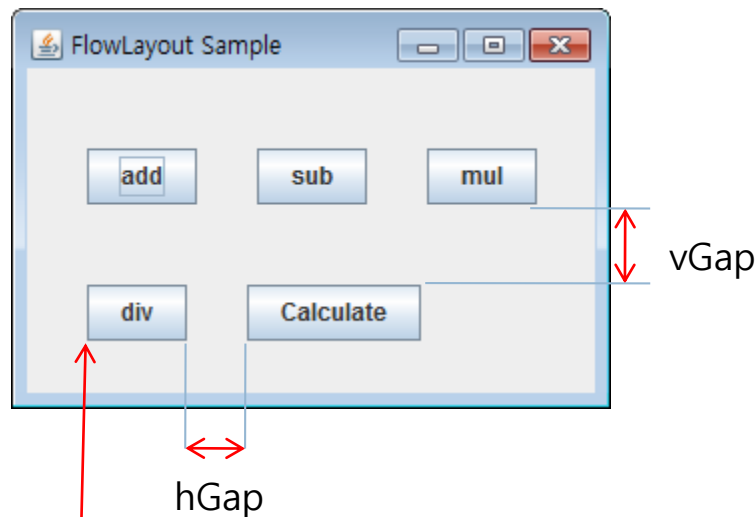 FlowLayout Sample
add sub mul
vGap
div Calculate
hGap